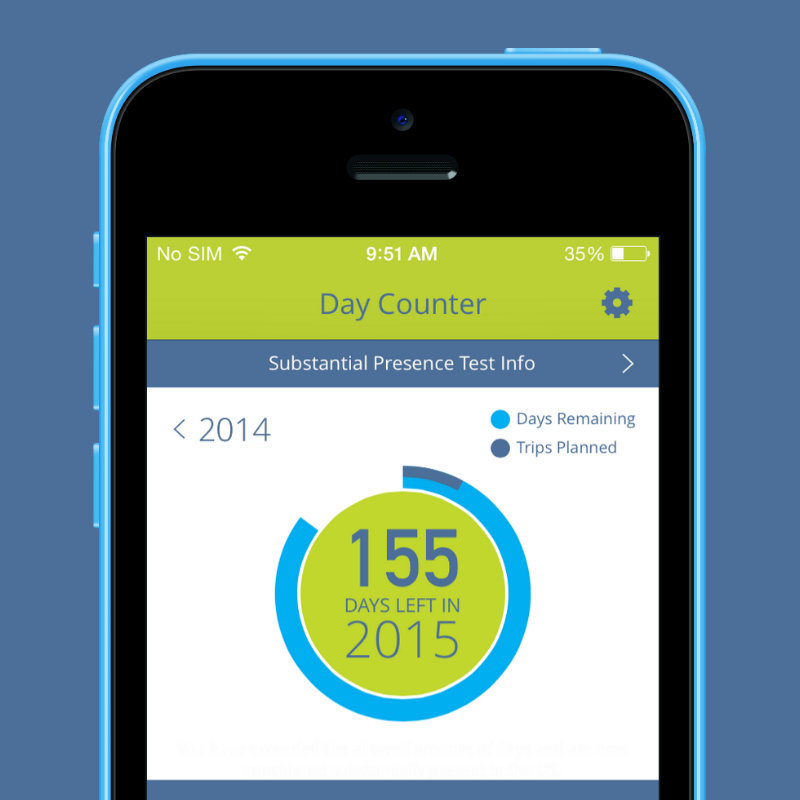 No SIM 9:51 AM 35%
Day Counter
Substantial Presence Test Info
2014
Days Remaining
Trips Planned
155
DAYS LEFT IN
2015